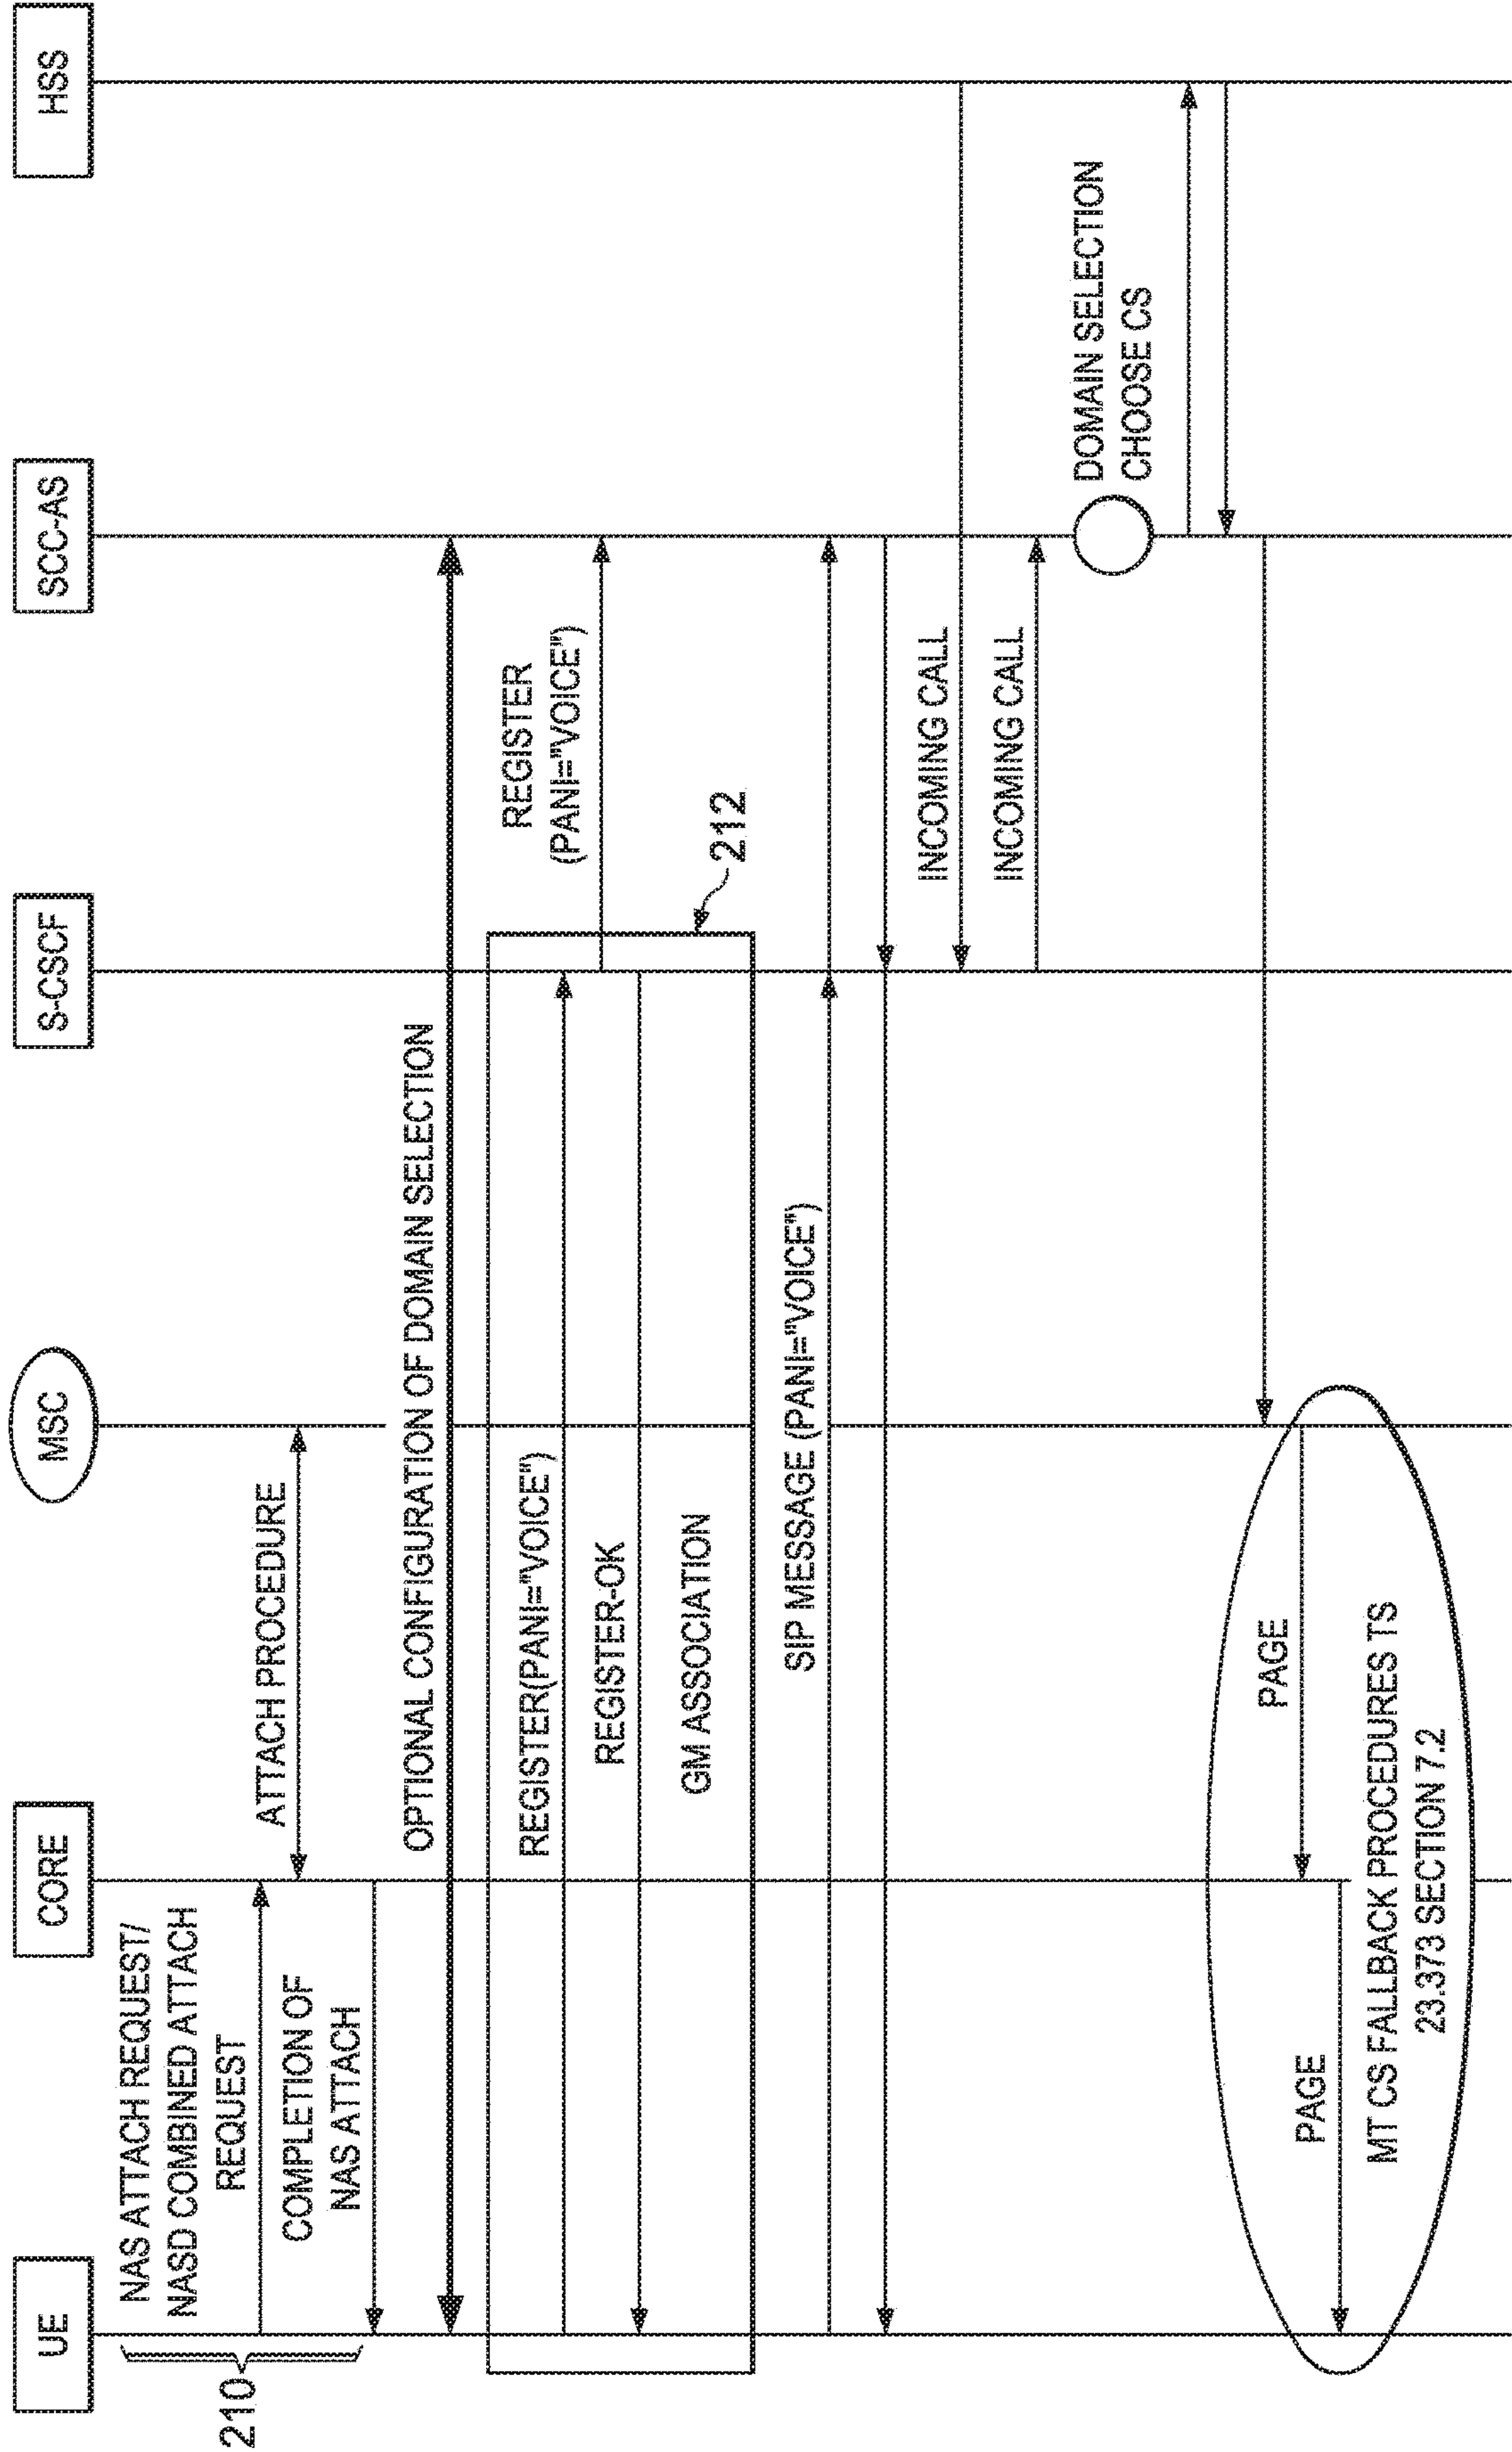 UE
CORE
MSC
S-CSCF
SCC-AS
HSS
210
NAS ATTACH REQUEST/
NASD COMBINED ATTACH
REQUEST
ATTACH PROCEDURE
COMPLETION OF
NAS ATTACH
OPTIONAL CONFIGURATION OF DOMAIN SELECTION
REGISTER(PANI="VOICE")
REGISTER
(PANI="VOICE")
REGISTER-OK
GM ASSOCIATION
212
SIP MESSAGE (PANI="VOICE")
INCOMING CALL
INCOMING CALL
DOMAIN SELECTION
CHOOSE CS
PAGE
PAGE
MT CS FALLBACK PROCEDURES TS
23.373 SECTION 7.2